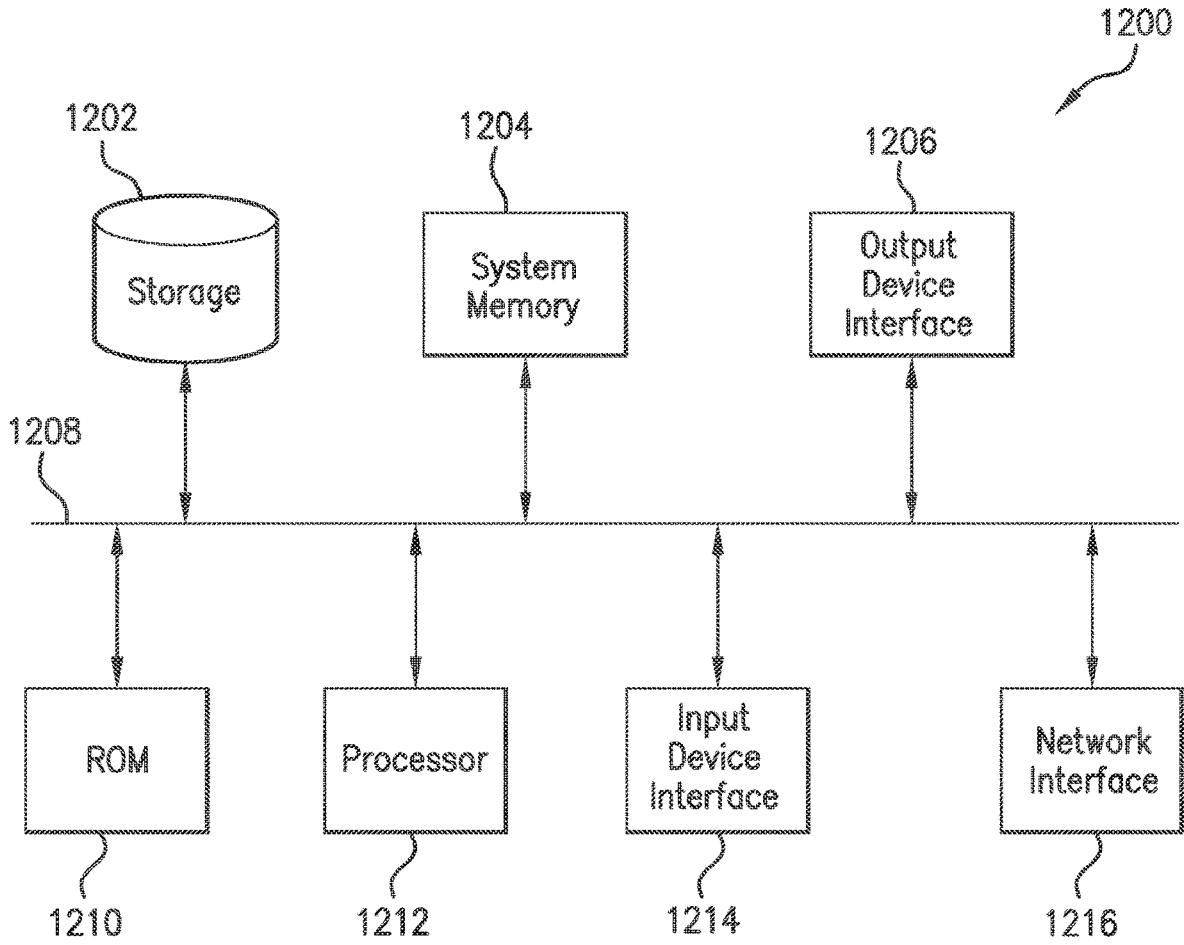 1200
1202
1204
1206
Storage
System
Memory
Output
Device
Interface
1208
ROM
Processor
Input
Device
Interface
Network
Interface
1210
1212
1214
1216